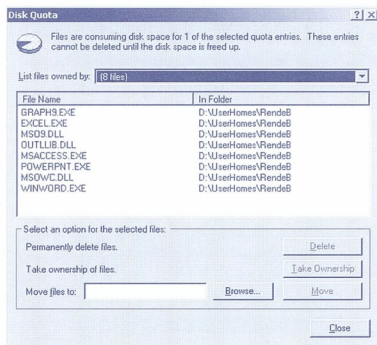 Disk Quota
Files are consuming disk space for 1 of the selected quota entries. These entries
cannot be deleted until the disk space is freed up.
List files owned by: (8 files)
File Name In Folder
GRAPH9.EXE D:\UserHomes\RendeB
EXCEL.EXE D:\UserHomes\RendeB
MSO9.DLL D:\UserHomes\RendeB
OUTLLIB.DLL D:\UserHomes\RendeB
MSACCESS.EXE D:\UserHomes\RendeB
POWERPNT.EXE D:\UserHomes\RendeB
MSOWC.DLL D:\UserHomes\RendeB
WINWORD.EXE D:\UserHomes\RendeB
Select an option for the selected files:
Permanently delete files. Delete
Take ownership of files. Take Ownership
Move files to: Browse... Move
Close